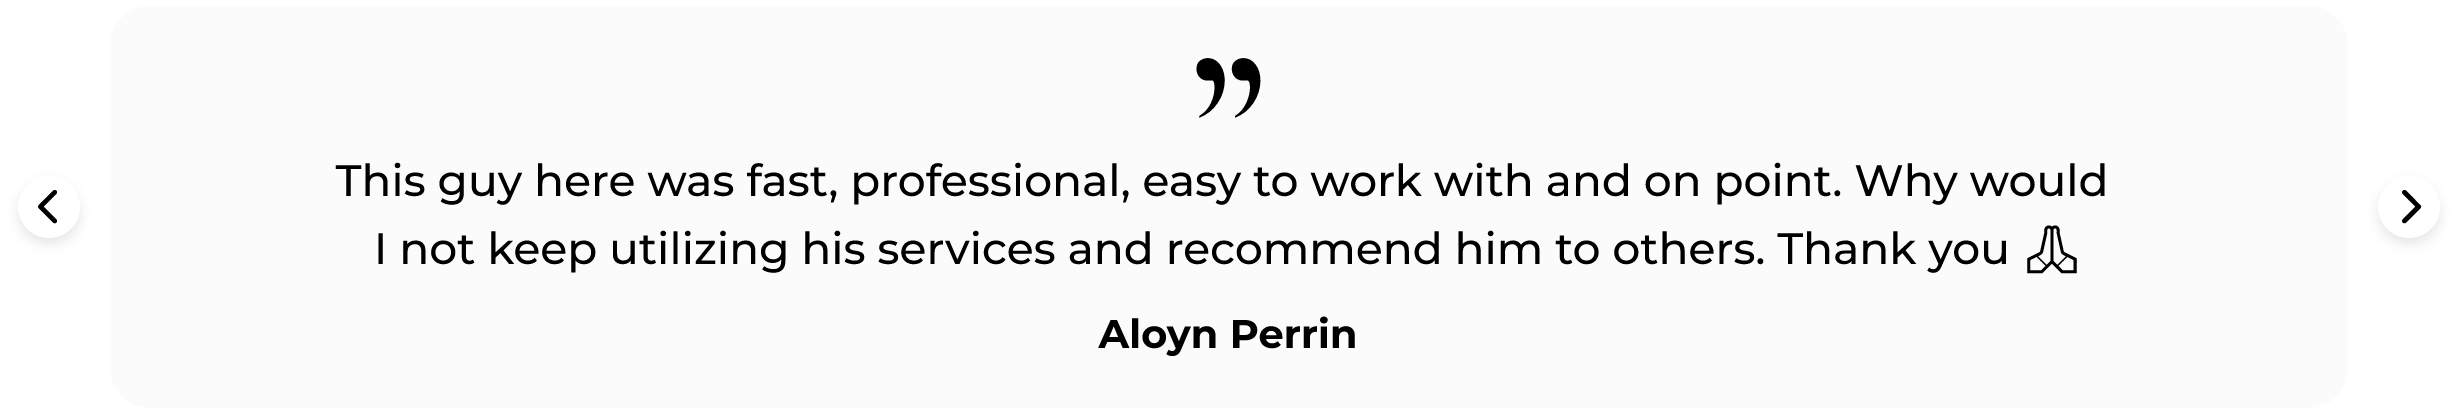 ”
This guy here was fast, professional, easy to work with and on point. Why would
I not keep utilizing his services and recommend him to others. Thank you 🙏
Aloyn Perrin